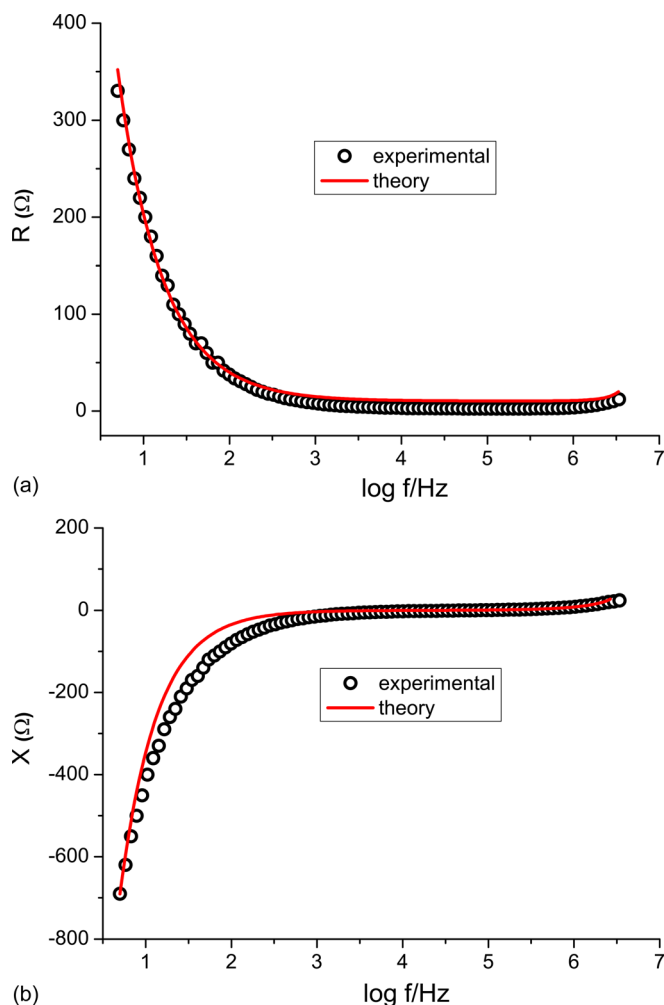 400
300
200
100
0
R (Ω)
experimental
theory
1 2 3 4 5 6 7
log f/Hz
(a)
200
0
-200
-400
-600
-800
X (Ω)
experimental
theory
1 2 3 4 5 6 7
log f/Hz
(b)